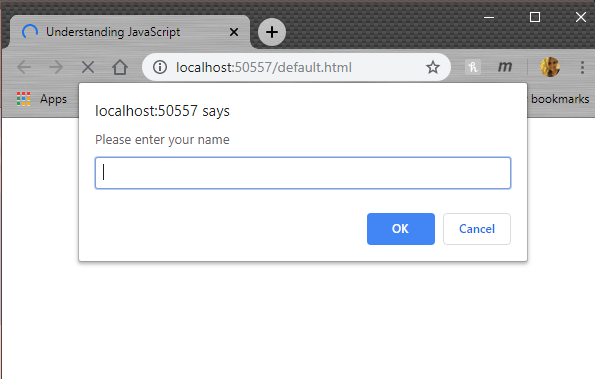 Understanding JavaScript
localhost:50557/default.html
Apps
bookmarks
localhost:50557 says
Please enter your name
OK
Cancel